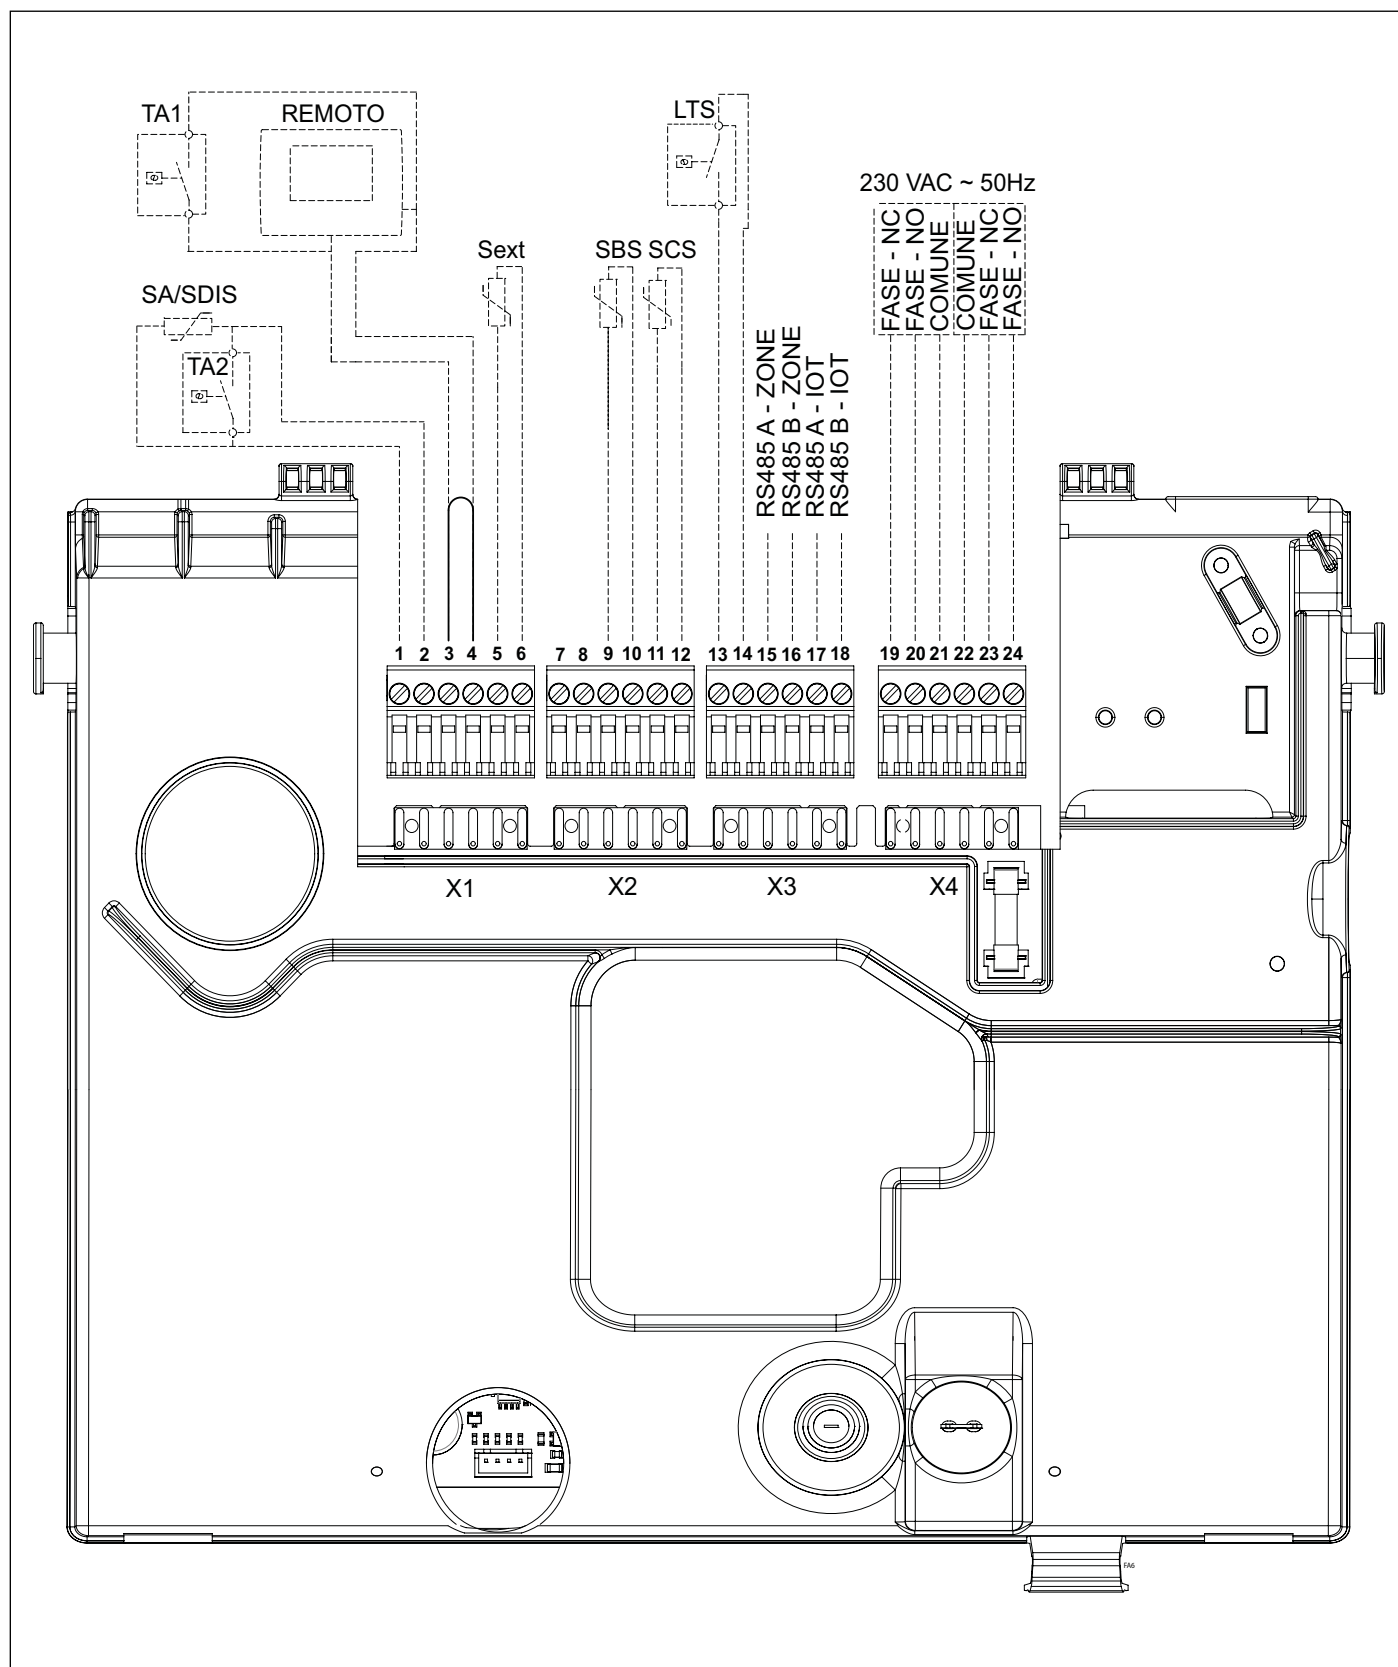 TA1
REMOTO
LTS
230 VAC ~ 50Hz
FASE - NC
FASE - NO
COMUNE
COMUNE
FASE - NC
FASE - NO
Sext
SBS SCS
SA/SDIS
TA2
RS485 A - ZONE
RS485 B - ZONE
RS485 A - IOT
RS485 B - IOT
1 2 3 4 5 6 7 8 9 10 11 12 13 14 15 16 17 18 19 20 21 22 23 24
X1 X2 X3 X4
FA6